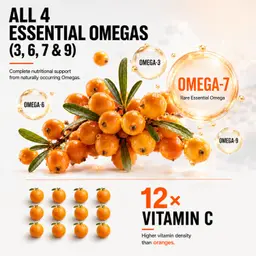 ALL 4
ESSENTIAL OMEGAS
(3, 6, 7 & 9)
Complete nutritional support
from naturally occurring Omegas.
OMEGA-3
OMEGA-7
Rare Essential Omega
OMEGA-6
OMEGA-9
12×
VITAMIN C
Higher vitamin density
than oranges.